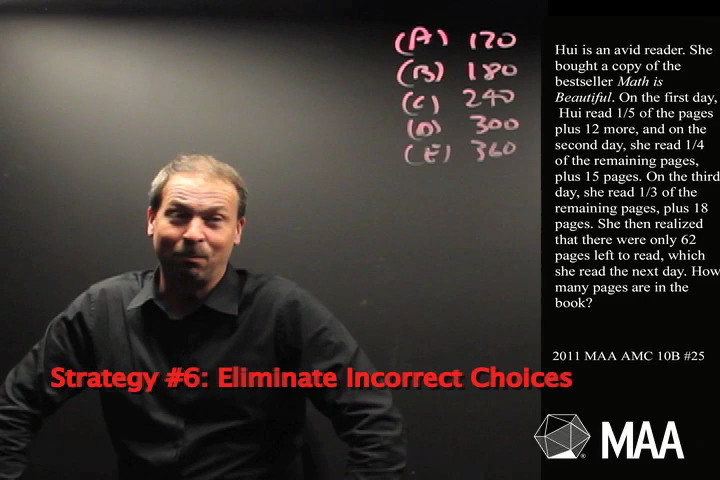 (A) 120
(B) 180
(C) 240
(D) 300
(E) 360
Hui is an avid reader. She
bought a copy of the
bestseller Math is
Beautiful. On the first day,
Hui read 1/5 of the pages
plus 12 more, and on the
second day, she read 1/4
of the remaining pages,
plus 15 pages. On the third
day, she read 1/3 of the
remaining pages, plus 18
pages. She then realized
that there were only 62
pages left to read, which
she read the next day. How
many pages are in the
book?
2011 MAA AMC 10B #25
Strategy #6: Eliminate Incorrect Choices
MAA